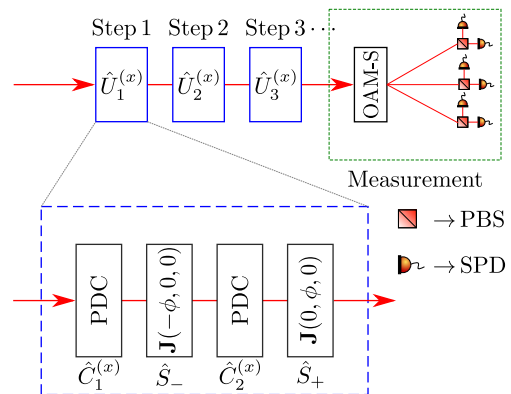 Step 1 Step 2 Step 3 ···
Û₁⁽ˣ⁾ Û₂⁽ˣ⁾ Û₃⁽ˣ⁾ OAM-S
Measurement
→ PBS
→ SPD
PDC J(−ϕ, 0, 0) PDC J(0, ϕ, 0)
Ĉ₁⁽ˣ⁾ Ŝ₋ Ĉ₂⁽ˣ⁾ Ŝ₊